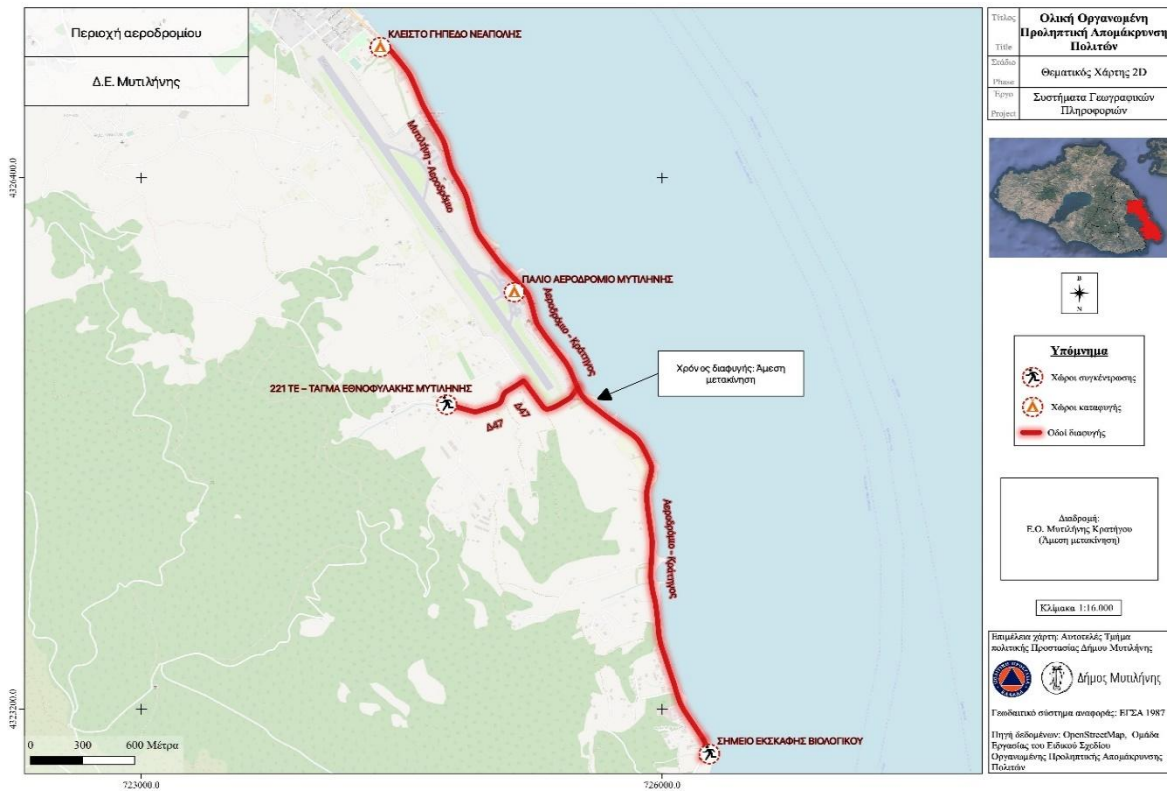 Περιοχή αεροδρομίου
Δ.Ε. Μυτιλήνης
ΚΛΕΙΣΤΟ ΓΗΠΕΔΟ ΝΕΑΠΟΛΗΣ
Μυτιλήνη - Αεροδρόμιο
ΠΑΛΙΟ ΑΕΡΟΔΡΟΜΙΟ ΜΥΤΙΛΗΝΗΣ
Αεροδρόμιο - Κράτηγος
Χρόνος διαφυγής: Άμεση
μετακίνηση
221 ΤΕ – ΤΑΓΜΑ ΕΘΝΟΦΥΛΑΚΗΣ ΜΥΤΙΛΗΝΗΣ
Δ47
Δ47
Αεροδρόμιο - Κράτηγος
ΣΗΜΕΙΟ ΕΚΣΚΑΦΗΣ ΒΙΟΛΟΓΙΚΟΥ
4326400.0
4323200.0
0 300 600 Μέτρα
723000.0
726000.0
Τίτλος
Title
Ολική Οργανωμένη
Προληπτική Απομάκρυνση
Πολιτών
Στάδιο
Phase
Θεματικός Χάρτης 2D
Έργο
Project
Συστήματα Γεωγραφικών
Πληροφοριών
B
N
Υπόμνημα
Χώροι συγκέντρωσης
Χώροι καταφυγής
Οδοί διαφυγής
Διαδρομή:
Ε.Ο. Μυτιλήνης Κρατήγου
(Άμεση μετακίνηση)
Κλίμακα 1:16.000
Επιμέλεια χάρτη: Αυτοτελές Τμήμα
πολιτικής Προστασίας Δήμου Μυτιλήνης
Δήμος Μυτιλήνης
Γεωδαιτικό σύστημα αναφοράς: ΕΓΣΑ 1987
Πηγή δεδομένων: OpenStreetMap, Ομάδα
Εργασίας του Ειδικού Σχεδίου
Οργανωμένης Προληπτικής Απομάκρυνσης
Πολιτών